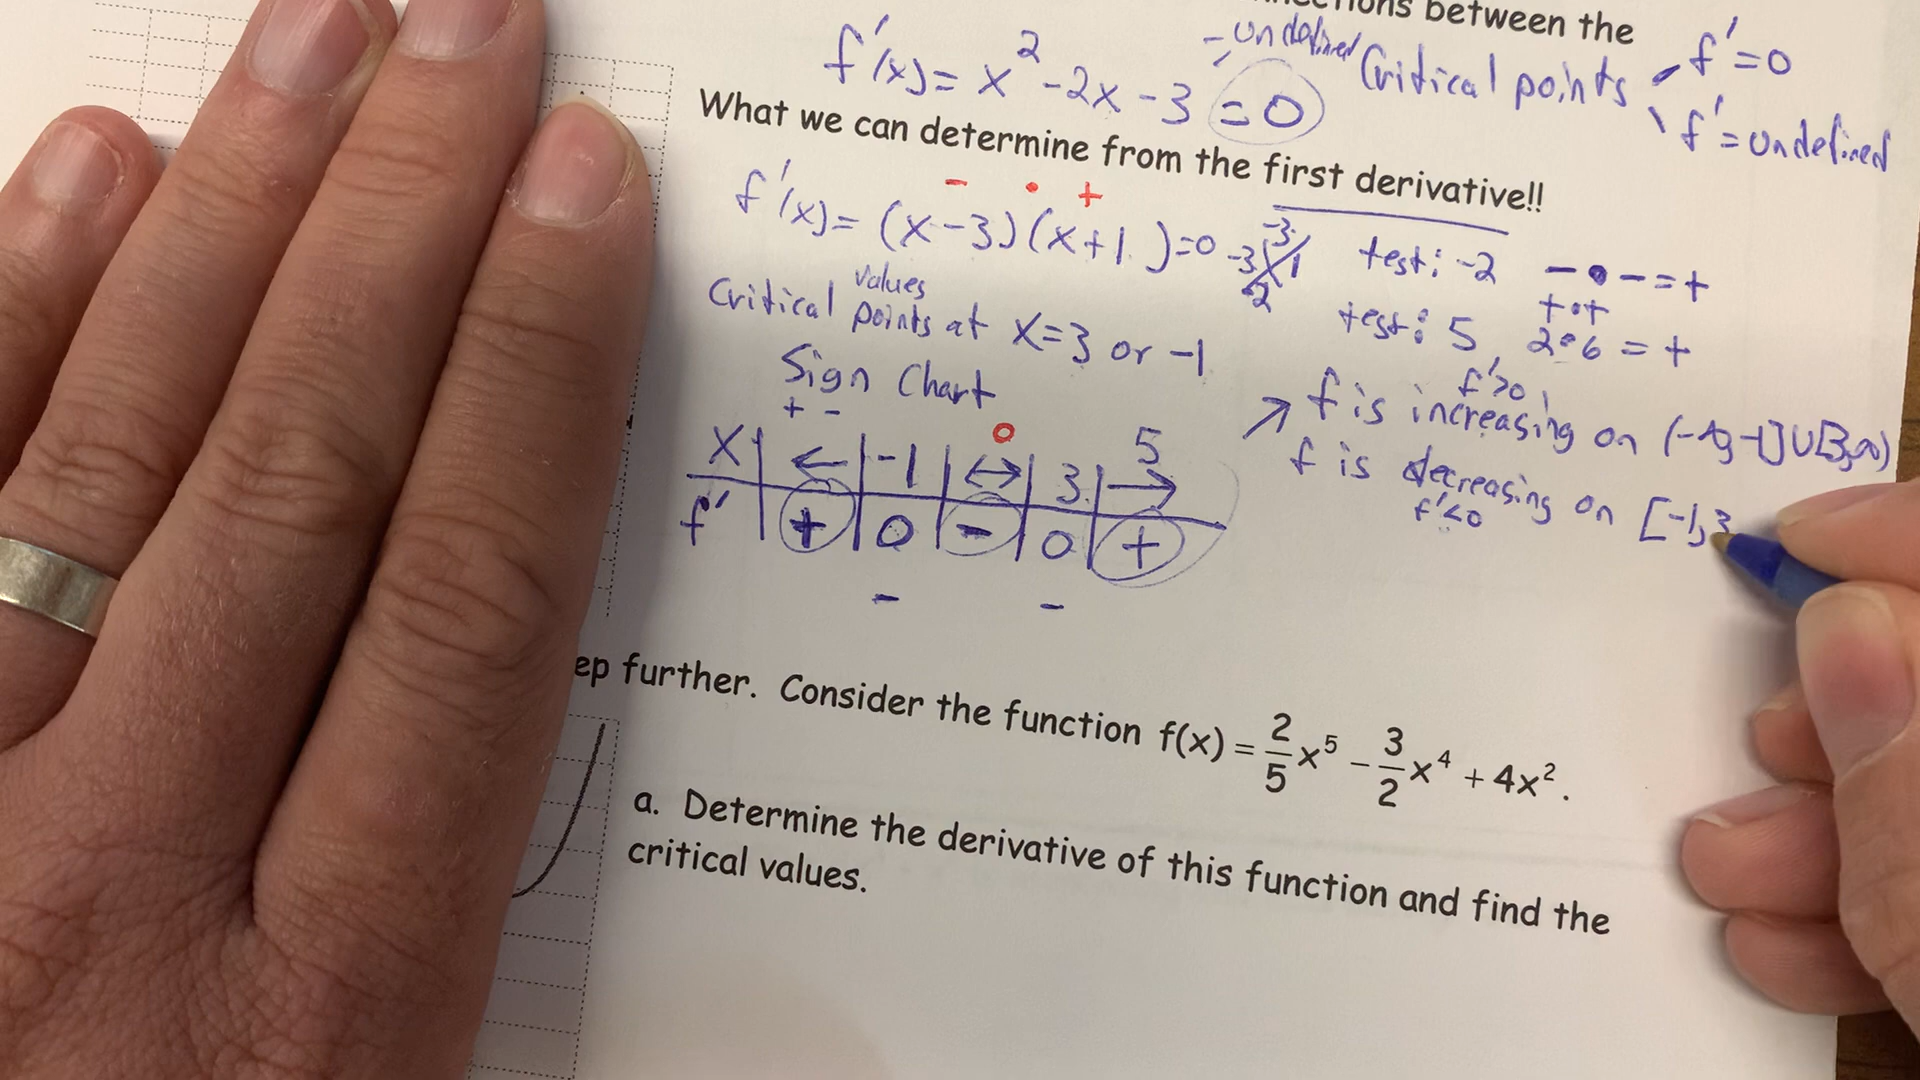 between the
f'(x) = x² - 2x - 3 = 0
- undefined
Critical points
f' = 0
f' = undefined
What we can determine from the first derivative!!
- • +
f'(x) = (x - 3)(x + 1) = 0
-3
-3 1
-2
test: -2 - • - = +
+ • +
test: 5, 2 • 6 = +
values
Critical points at x = 3 or -1
Sign Chart
+ -
f' > 0
f is increasing on (-∞, -1] ∪ [3, ∞)
f is decreasing on [-1, 3
f' < 0
o 5
x ← -1 ↔ 3 →
f' + 0 - 0 +
- -
ep further. Consider the function f(x) = 2/5 x⁵ - 3/2 x⁴ + 4x².
a. Determine the derivative of this function and find the
critical values.